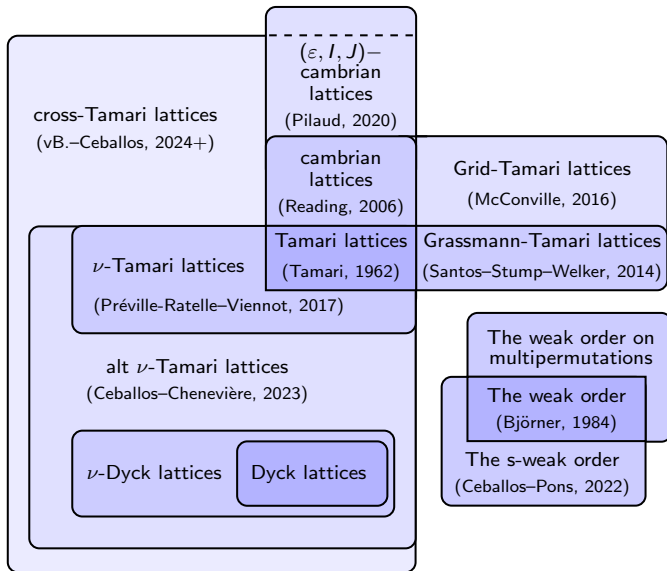 (ε, I, J)−
cambrian
lattices
(Pilaud, 2020)
cross-Tamari lattices
(vB.–Ceballos, 2024+)
cambrian
lattices
(Reading, 2006)
Grid-Tamari lattices
(McConville, 2016)
Tamari lattices
(Tamari, 1962)
Grassmann-Tamari lattices
(Santos–Stump–Welker, 2014)
ν-Tamari lattices
(Préville-Ratelle–Viennot, 2017)
alt ν-Tamari lattices
(Ceballos–Chenevière, 2023)
The weak order on
multipermutations
The weak order
(Björner, 1984)
The s-weak order
(Ceballos–Pons, 2022)
ν-Dyck lattices
Dyck lattices